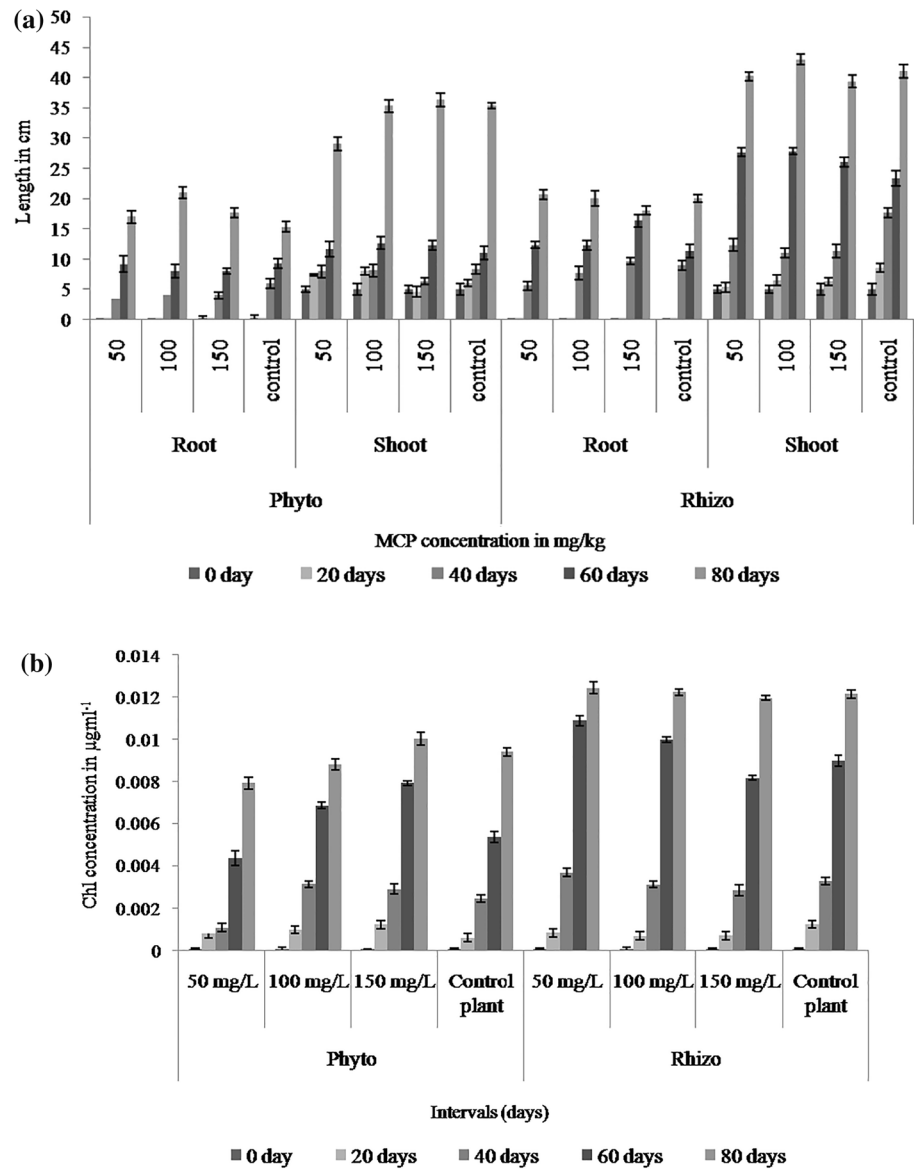 (a)
50
45
40
35
30
25
20
15
10
5
0
Length in cm
50 100 150 control 50 100 150 control 50 100 150 control 50 100 150 control
Root Shoot Root Shoot
Phyto Rhizo
MCP concentration in mg/kg
0 day 20 days 40 days 60 days 80 days
(b)
0.014
0.012
0.01
0.008
0.006
0.004
0.002
0
Chl concentration in µgml-1
50 mg/L 100 mg/L 150 mg/L Control plant 50 mg/L 100 mg/L 150 mg/L Control plant
Phyto Rhizo
Intervals (days)
0 day 20 days 40 days 60 days 80 days